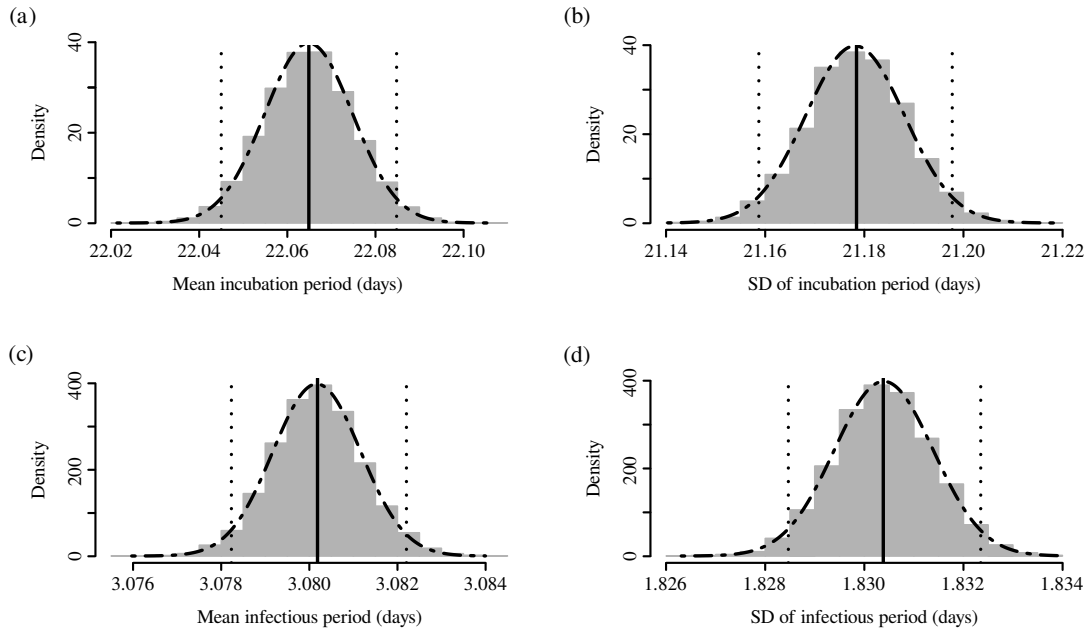 (a)
Density
0 20 40
22.02 22.04 22.06 22.08 22.10
Mean incubation period (days)
(b)
Density
0 20 40
21.14 21.16 21.18 21.20 21.22
SD of incubation period (days)
(c)
Density
0 200 400
3.076 3.078 3.080 3.082 3.084
Mean infectious period (days)
(d)
Density
0 200 400
1.826 1.828 1.830 1.832 1.834
SD of infectious period (days)